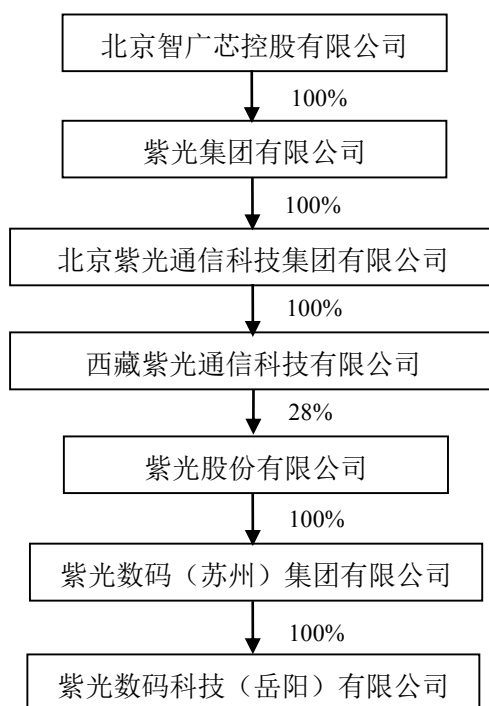 北京智广芯控股有限公司
100%
紫光集团有限公司
100%
北京紫光通信科技集团有限公司
100%
西藏紫光通信科技有限公司
28%
紫光股份有限公司
100%
紫光数码（苏州）集团有限公司
100%
紫光数码科技（岳阳）有限公司